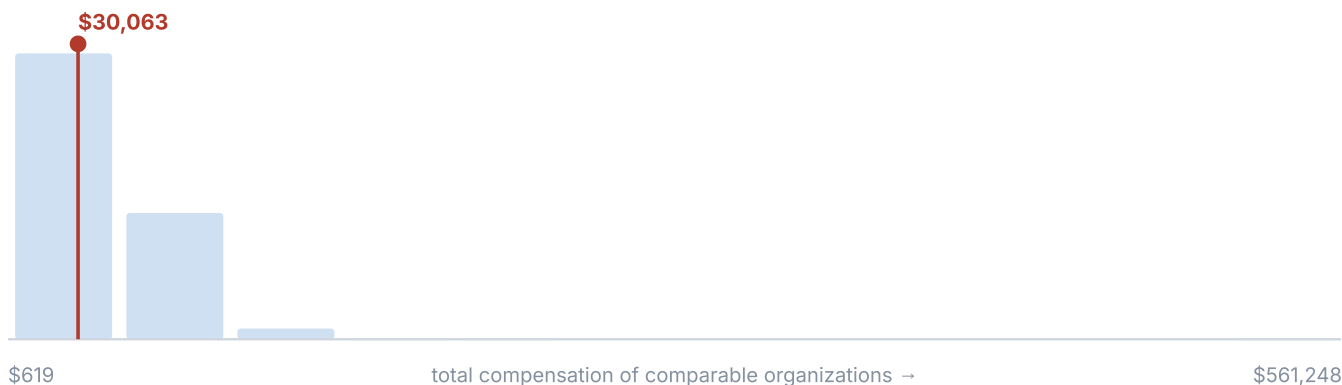 $30,063
$619
total compensation of comparable organizations →
$561,248